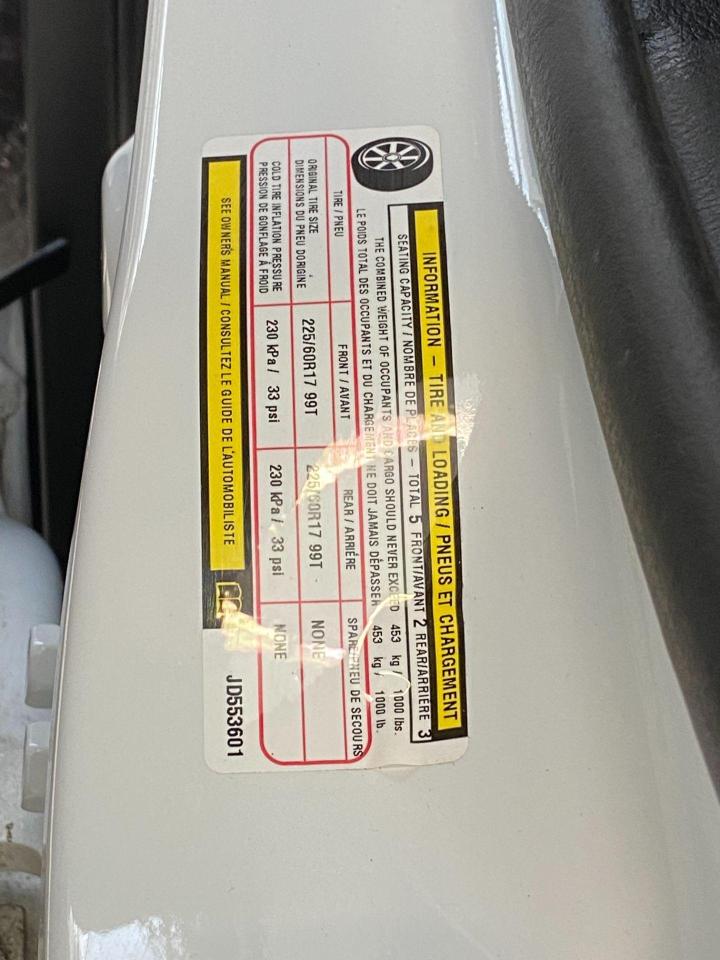 INFORMATION – TIRE AND LOADING / PNEUS ET CHARGEMENT
SEATING CAPACITY / NOMBRE DE PLACES – TOTAL 5 FRONT/AVANT 2 REAR/ARRIÈRE 3
THE COMBINED WEIGHT OF OCCUPANTS AND CARGO SHOULD NEVER EXCEED 453 kg / 1000 lbs.
LE POIDS TOTAL DES OCCUPANTS ET DU CHARGEMENT NE DOIT JAMAIS DÉPASSER 453 kg / 1000 lb.
TIRE / PNEU FRONT / AVANT REAR / ARRIÈRE SPARE/PNEU DE SECOURS
ORIGINAL TIRE SIZE
DIMENSIONS DU PNEU D'ORIGINE 225/60R17 99T 225/60R17 99T NONE
COLD TIRE INFLATION PRESSURE
PRESSION DE GONFLAGE À FROID 230 kPa / 33 psi 230 kPa / 33 psi NONE
SEE OWNER'S MANUAL / CONSULTEZ LE GUIDE DE L'AUTOMOBILISTE
JD553601